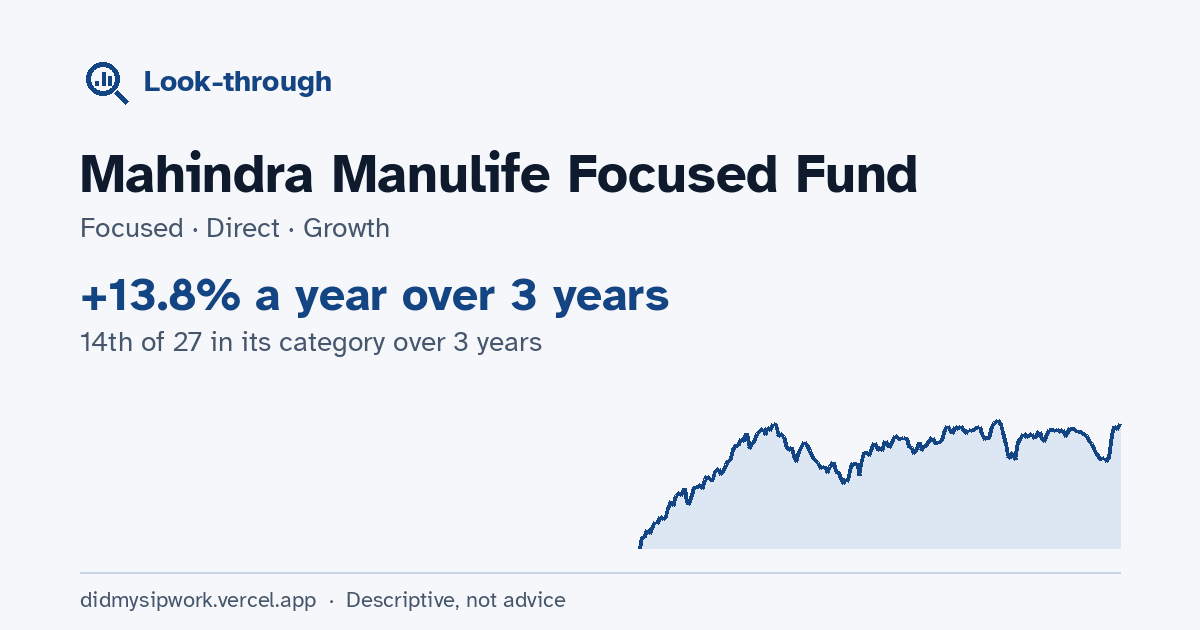 Look-through
Mahindra Manulife Focused Fund
Focused · Direct · Growth
+13.8% a year over 3 years
14th of 27 in its category over 3 years
didmysipwork.vercel.app · Descriptive, not advice